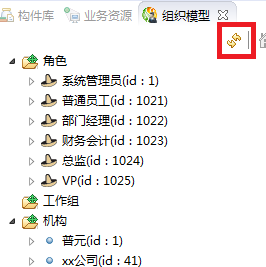 构件库 业务资源 组织模型
角色
系统管理员(id : 1)
普通员工(id : 1021)
部门经理(id : 1022)
财务会计(id : 1023)
总监(id : 1024)
VP(id : 1025)
工作组
机构
普元(id : 1)
xx公司(id : 41)